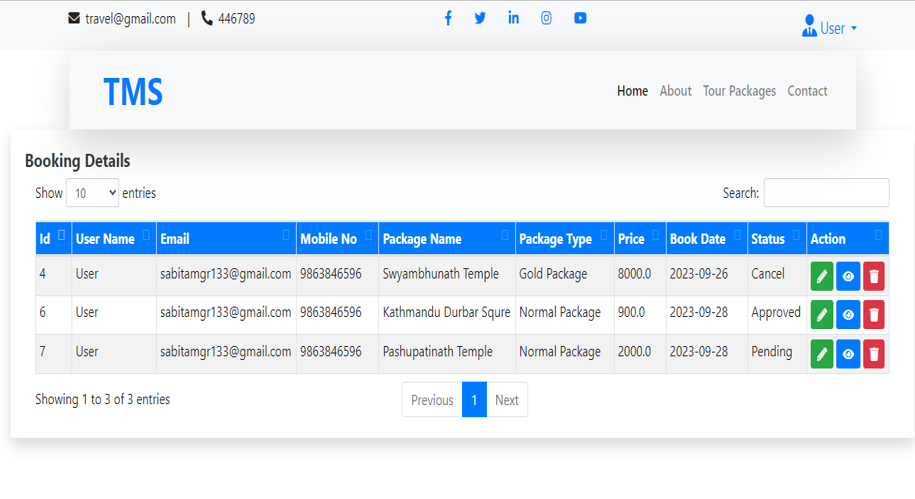 travel@gmail.com | 446789
User
TMS
Home About Tour Packages Contact
Booking Details
Show 10 entries Search:
Id User Name Email Mobile No Package Name Package Type Price Book Date Status Action
4 User sabitamgr133@gmail.com 9863846596 Swyambhunath Temple Gold Package 8000.0 2023-09-26 Cancel
6 User sabitamgr133@gmail.com 9863846596 Kathmandu Durbar Squre Normal Package 900.0 2023-09-28 Approved
7 User sabitamgr133@gmail.com 9863846596 Pashupatinath Temple Normal Package 2000.0 2023-09-28 Pending
Showing 1 to 3 of 3 entries Previous 1 Next